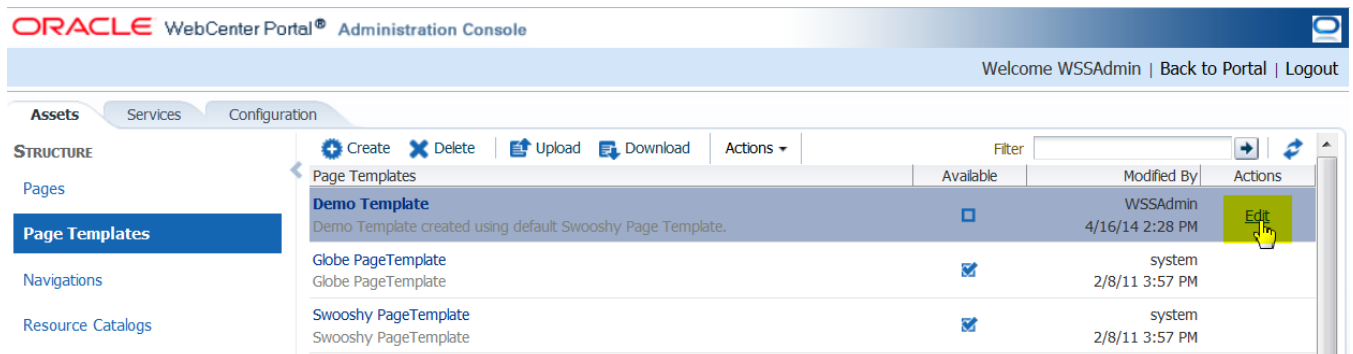 ORACLE WebCenter Portal® Administration Console
Welcome WSSAdmin | Back to Portal | Logout
Assets Services Configuration
STRUCTURE
Create Delete Upload Download Actions Filter
Page Templates Available Modified By Actions
Pages
Demo Template WSSAdmin
Demo Template created using default Swooshy Page Template. 4/16/14 2:28 PM
Edit
Page Templates
Globe PageTemplate system
Globe PageTemplate 2/8/11 3:57 PM
Navigations
Swooshy PageTemplate system
Swooshy PageTemplate 2/8/11 3:57 PM
Resource Catalogs